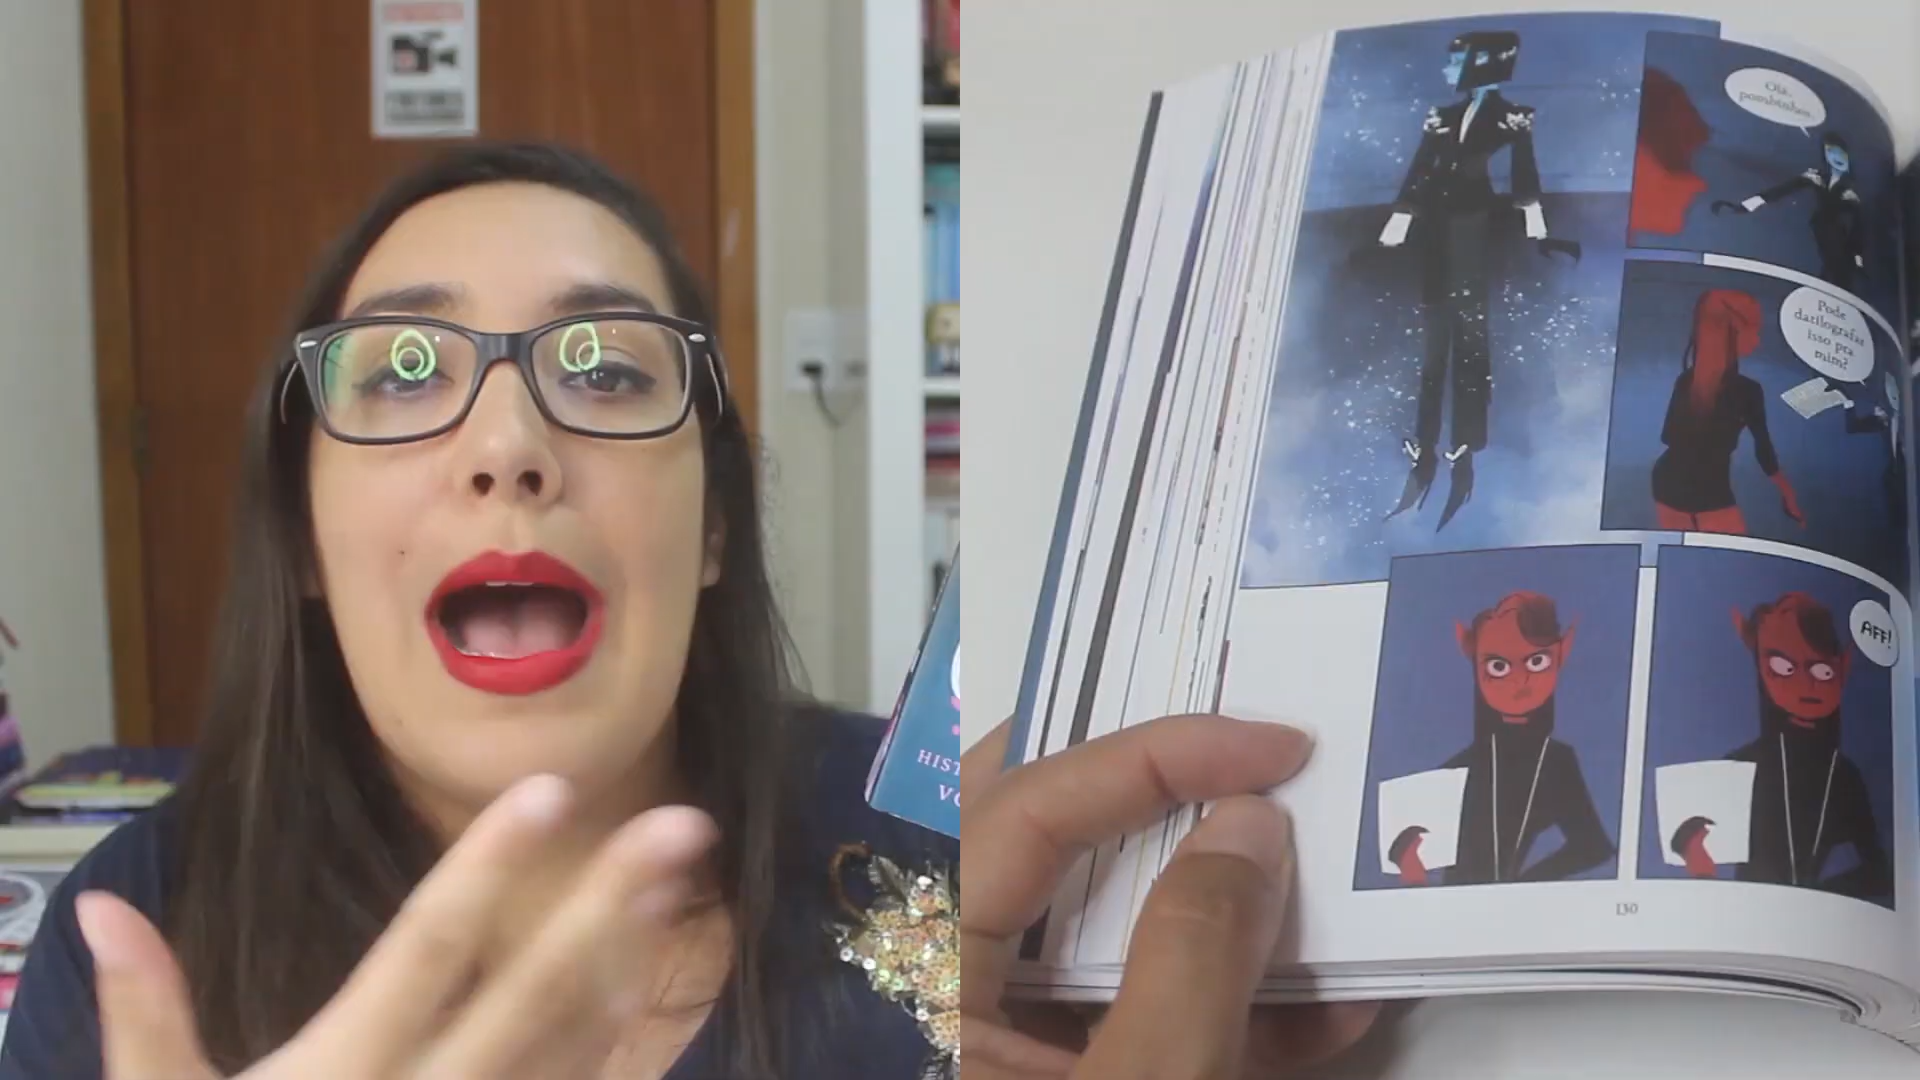 HIST
VO
Olá,
pombinhos.
Pode
datilografar
isso pra
mim?
AFF!
130